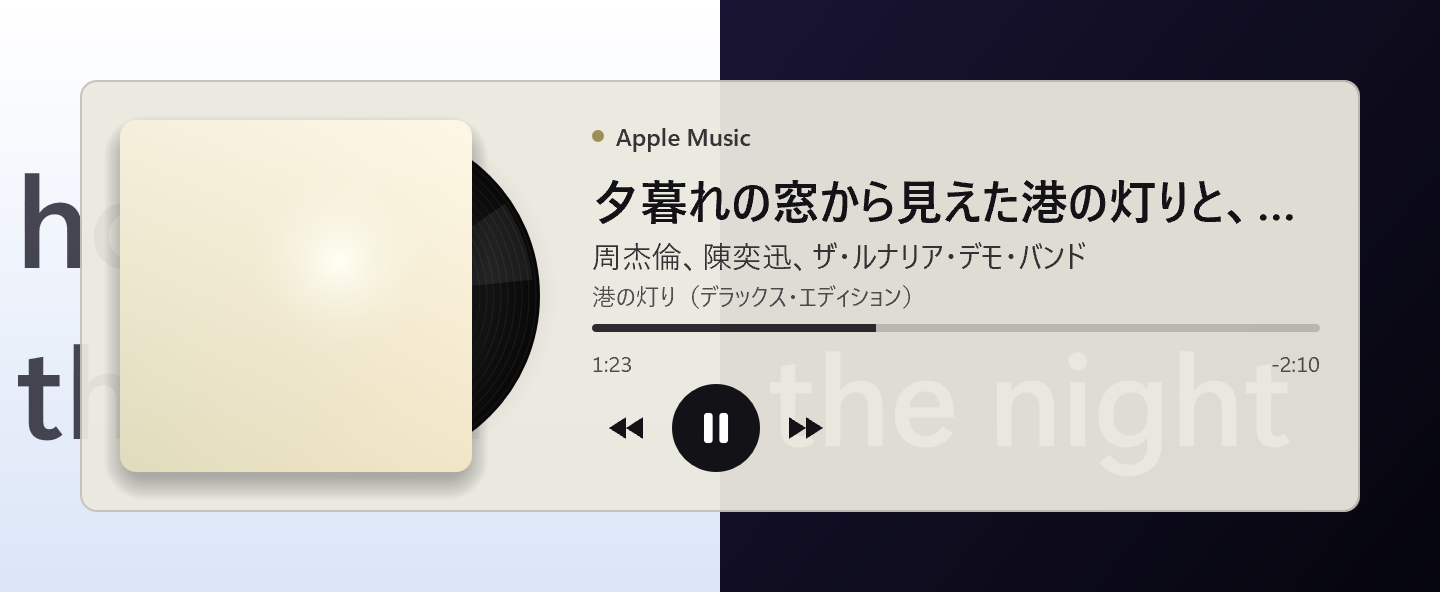 Apple Music
夕暮れの窓から見えた港の灯りと、...
周杰倫、陳奕迅、ザ・ルナリア・デモ・バンド
港の灯り（デラックス・エディション）
1:23
-2:10
the night